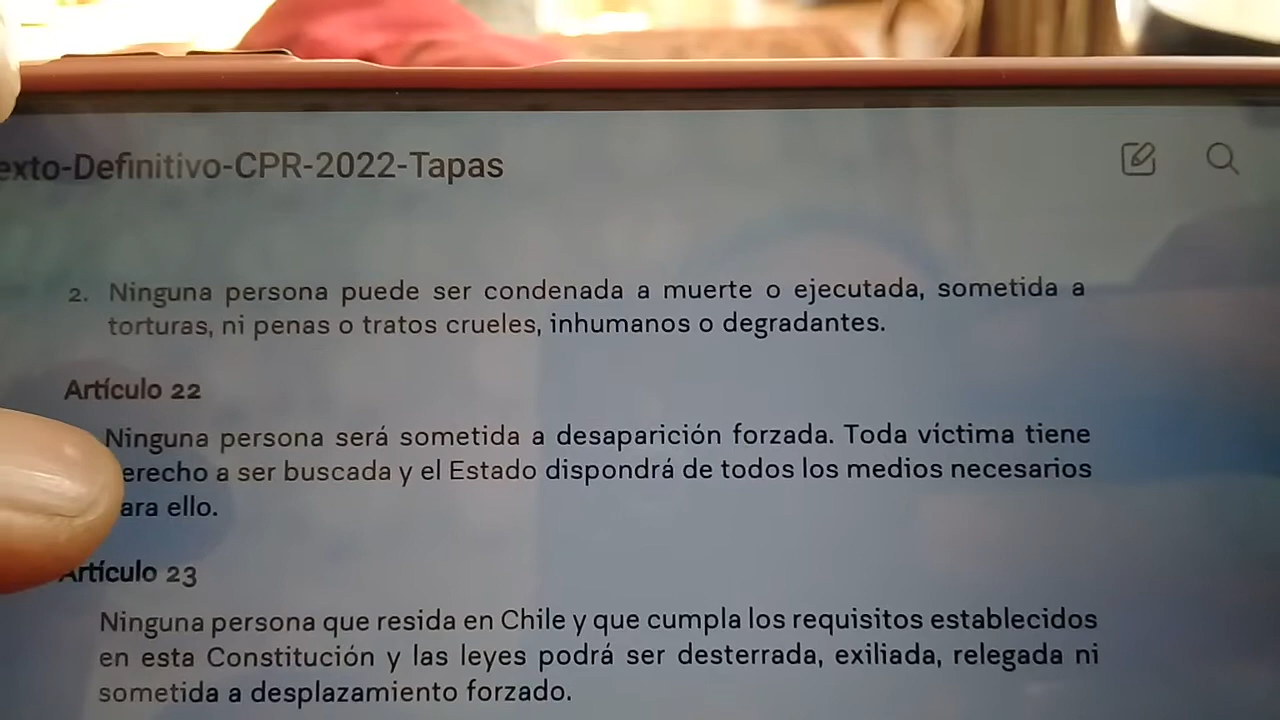 exto-Definitivo-CPR-2022-Tapas
2. Ninguna persona puede ser condenada a muerte o ejecutada, sometida a
torturas, ni penas o tratos crueles, inhumanos o degradantes.
Artículo 22
Ninguna persona será sometida a desaparición forzada. Toda víctima tiene
erecho a ser buscada y el Estado dispondrá de todos los medios necesarios
ara ello.
Artículo 23
Ninguna persona que resida en Chile y que cumpla los requisitos establecidos
en esta Constitución y las leyes podrá ser desterrada, exiliada, relegada ni
sometida a desplazamiento forzado.